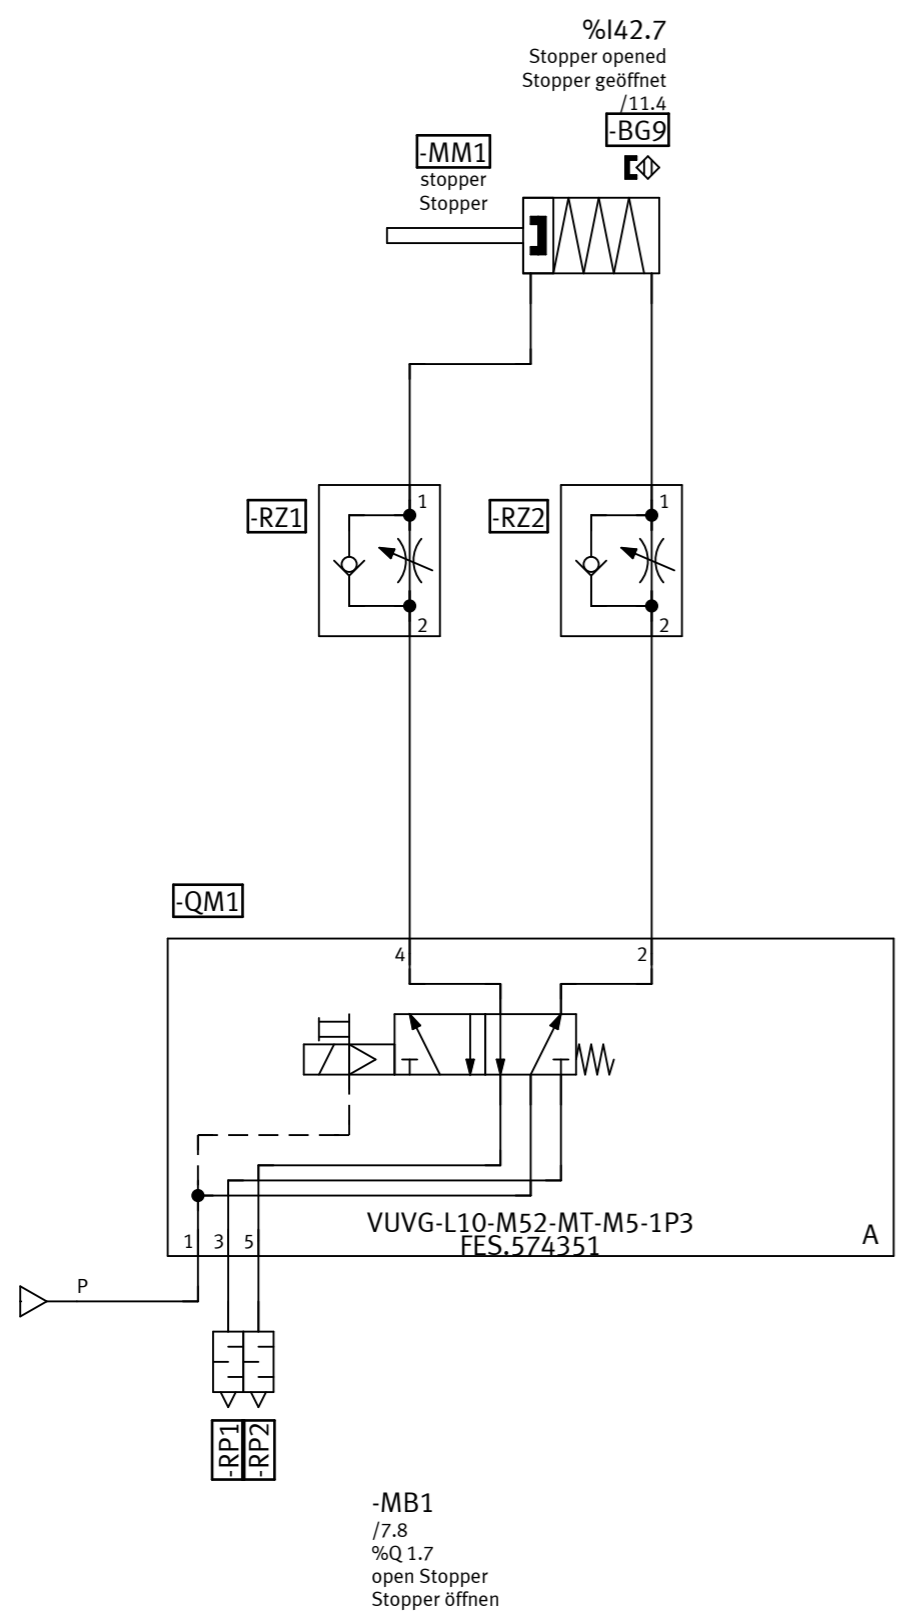 %I42.7
Stopper opened
Stopper geöffnet
/11.4
-BG9
-MM1
stopper
Stopper
-RZ1
1
2
-RZ2
1
2
-QM1
4
2
VUVG-L10-M52-MT-M5-1P3
FES.574351
A
1
3
5
P
-RP1
-RP2
-MB1
/7.8
%Q 1.7
open Stopper
Stopper öffnen